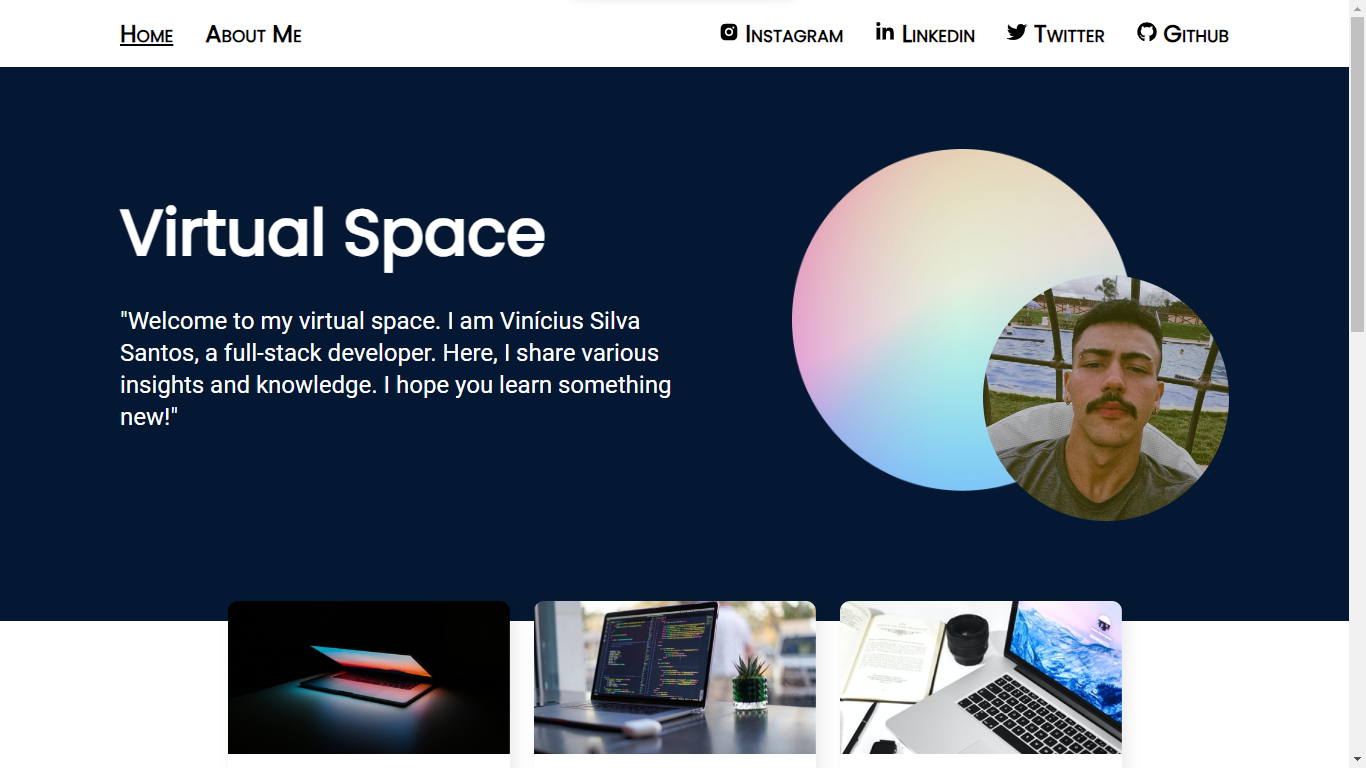 Home About Me Instagram Linkedin Twitter Github
Virtual Space
"Welcome to my virtual space. I am Vinícius Silva
Santos, a full-stack developer. Here, I share various
insights and knowledge. I hope you learn something
new!"